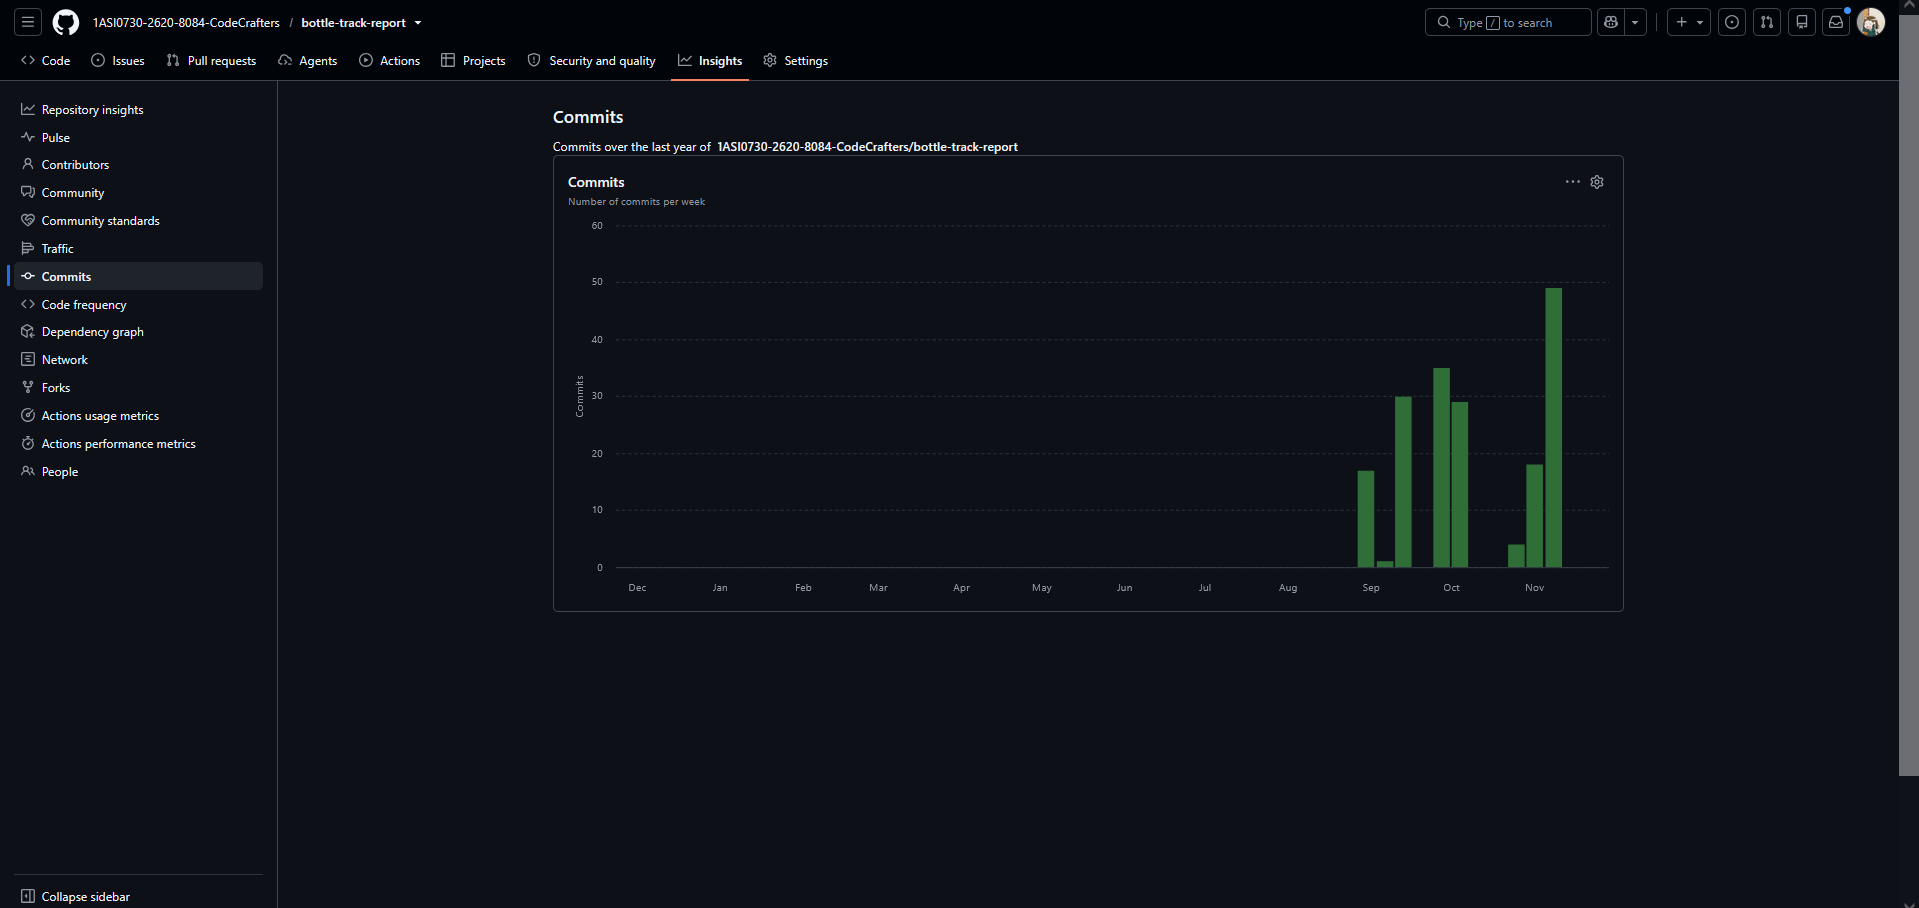 1ASI0730-2620-8084-CodeCrafters / bottle-track-report
Type / to search
Code Issues Pull requests Agents Actions Projects Security and quality Insights Settings
Repository insights
Pulse
Contributors
Community
Community standards
Traffic
Commits
Code frequency
Dependency graph
Network
Forks
Actions usage metrics
Actions performance metrics
People
Collapse sidebar
Commits
Commits over the last year of 1ASI0730-2620-8084-CodeCrafters/bottle-track-report
Commits
Number of commits per week
60
50
40
30
20
10
0
Commits
Dec Jan Feb Mar Apr May Jun Jul Aug Sep Oct Nov